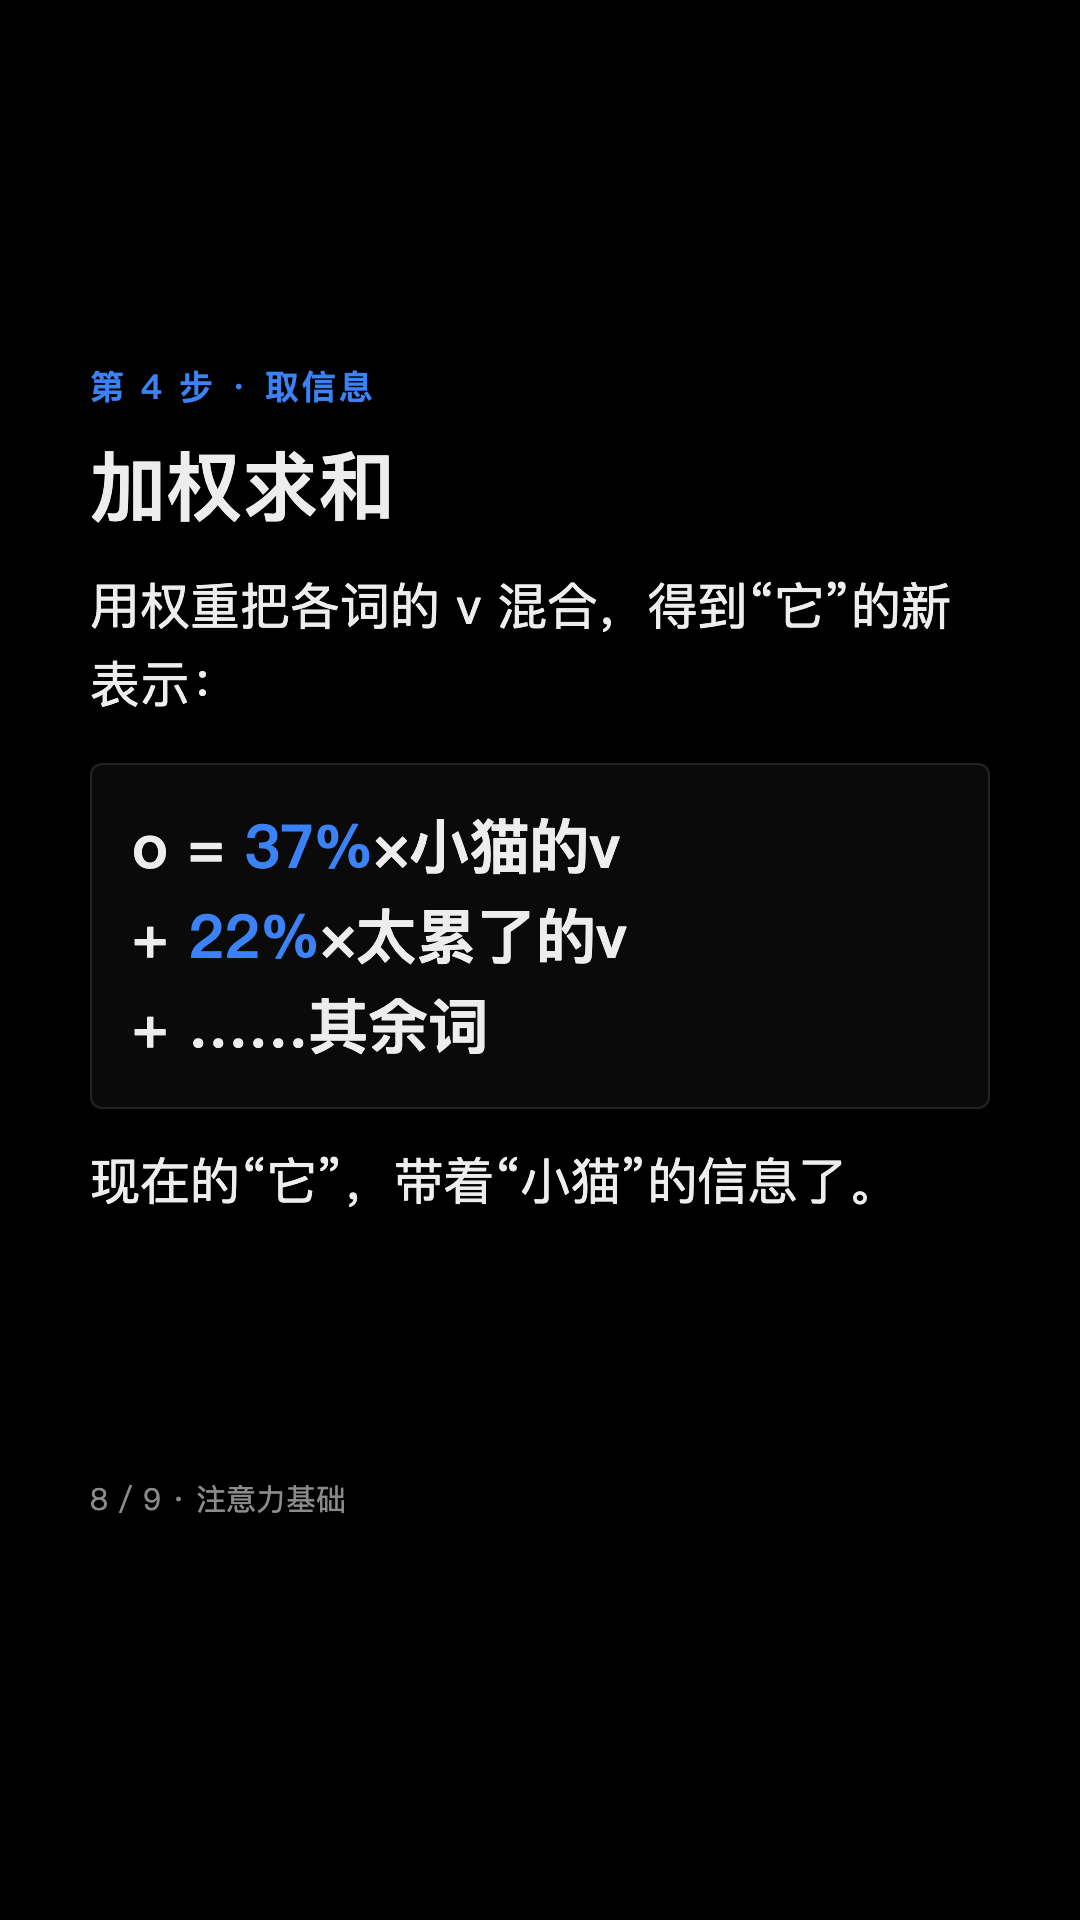 第 4 步 · 取信息
加权求和
用权重把各词的 v 混合，得到“它”的新
表示：
o = 37%×小猫的v
+ 22%×太累了的v
+ ……其余词
现在的“它”，带着“小猫”的信息了。
8 / 9 · 注意力基础